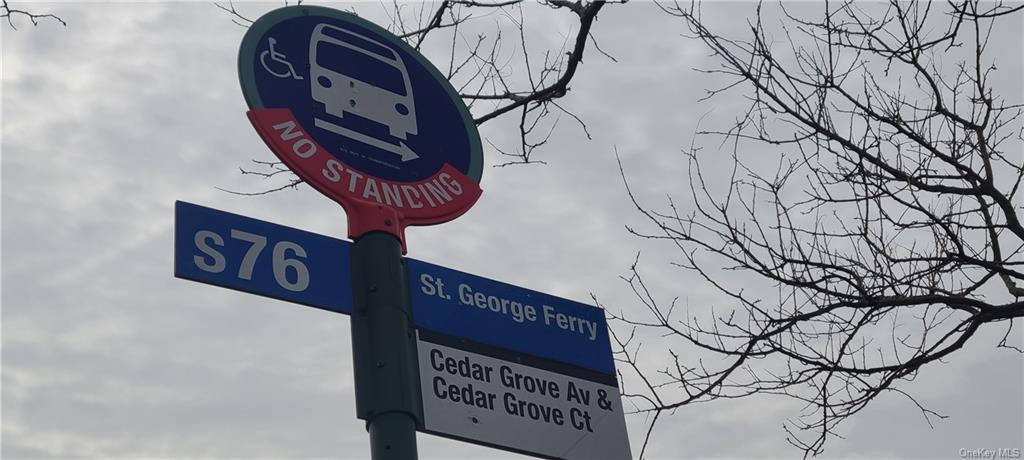 NO STANDING
S76
St. George Ferry
Cedar Grove Av &
Cedar Grove Ct
OneKey MLS